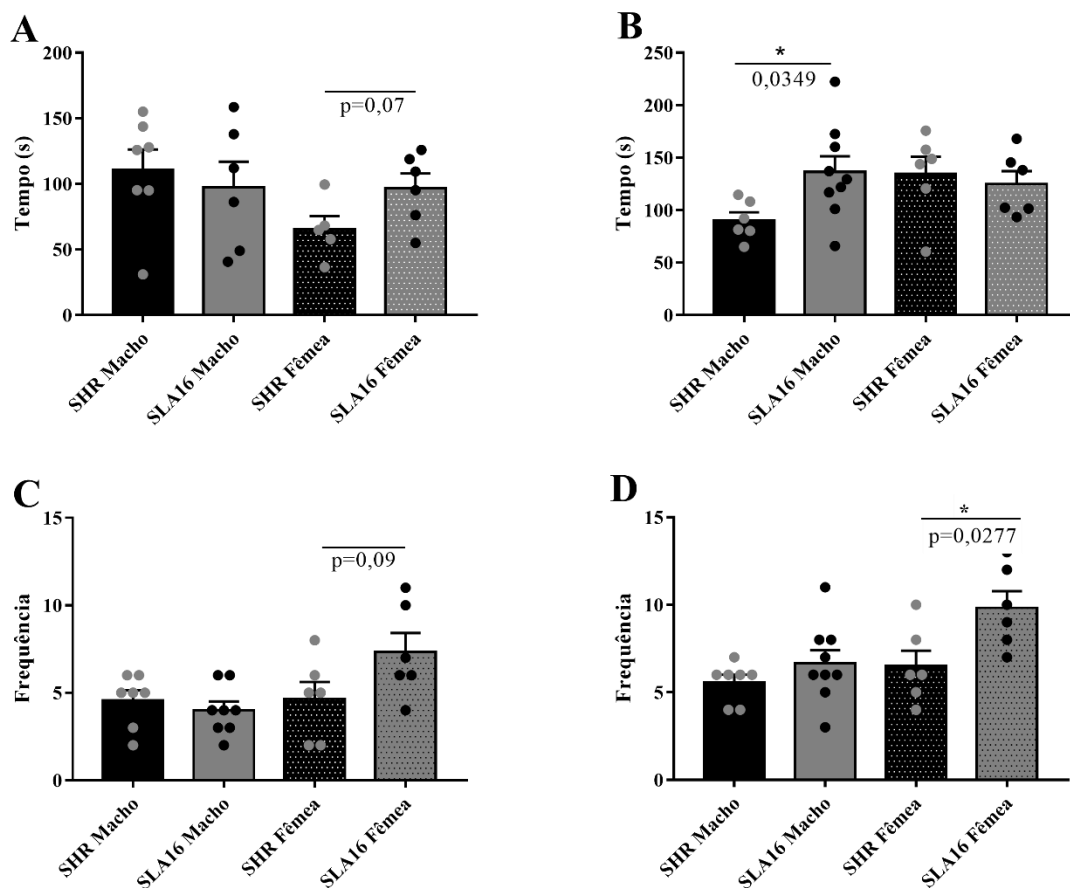 A
200
150
100
50
0
Tempo (s)
p=0,07
SHR Macho
SLA16 Macho
SHR Fêmea
SLA16 Fêmea
B
250
200
150
100
50
0
Tempo (s)
*
0,0349
SHR Macho
SLA16 Macho
SHR Fêmea
SLA16 Fêmea
C
15
10
5
0
Frequência
p=0,09
SHR Macho
SLA16 Macho
SHR Fêmea
SLA16 Fêmea
D
15
10
5
0
Frequência
*
p=0,0277
SHR Macho
SLA16 Macho
SHR Fêmea
SLA16 Fêmea